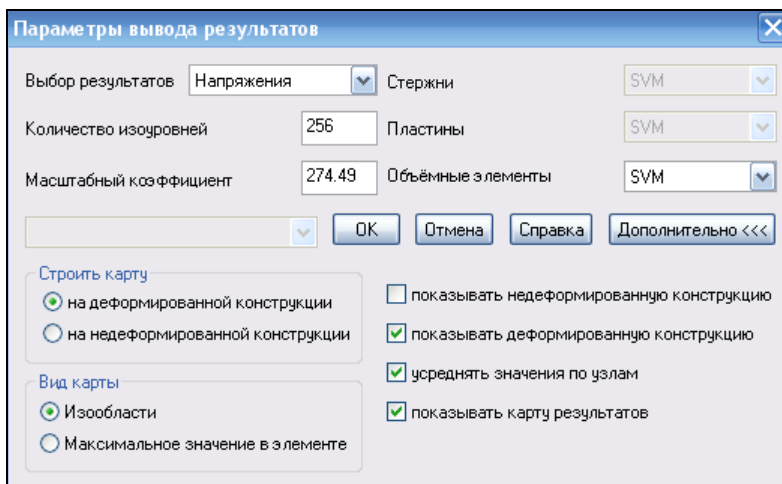 Параметры вывода результатов
Выбор результатов Напряжения Стержни SVM
Количество изоуровней 256 Пластины SVM
Масштабный коэффициент 274.49 Объёмные элементы SVM
OK Отмена Справка Дополнительно <<<
Строить карту
на деформированной конструкции
на недеформированной конструкции
Вид карты
Изообласти
Максимальное значение в элементе
показывать недеформированную конструкцию
показывать деформированную конструкцию
усреднять значения по узлам
показывать карту результатов